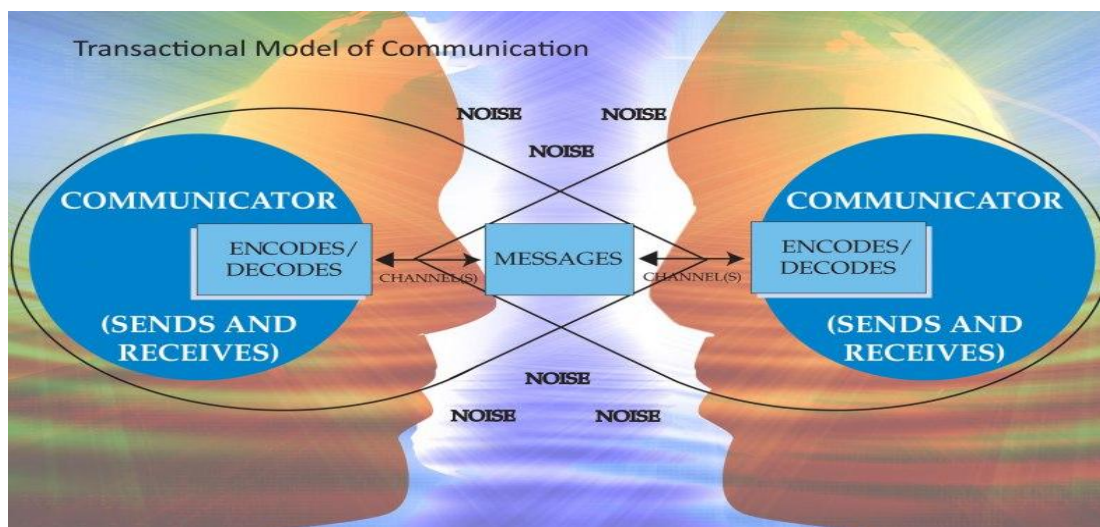 Transactional Model of Communication
NOISE
NOISE
NOISE
COMMUNICATOR
ENCODES/
DECODES
(SENDS AND
RECEIVES)
CHANNEL(S)
MESSAGES
CHANNEL(S)
COMMUNICATOR
ENCODES/
DECODES
(SENDS AND
RECEIVES)
NOISE
NOISE
NOISE